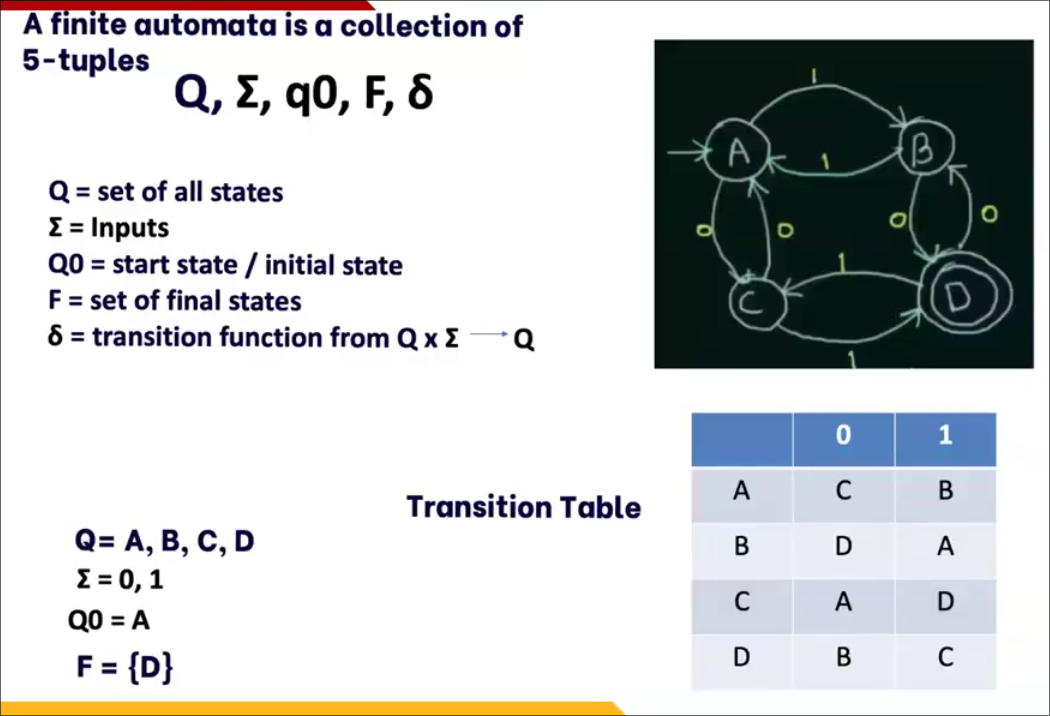 A finite automata is a collection of
5-tuples
Q, Σ, q0, F, δ
Q = set of all states
Σ = Inputs
Q0 = start state / initial state
F = set of final states
δ = transition function from Q x Σ → Q
1
A
B
1
0
0
0
0
1
C
D
1
Transition Table
0 1
A C B
B D A
C A D
D B C
Q= A, B, C, D
Σ = 0, 1
Q0 = A
F = {D}